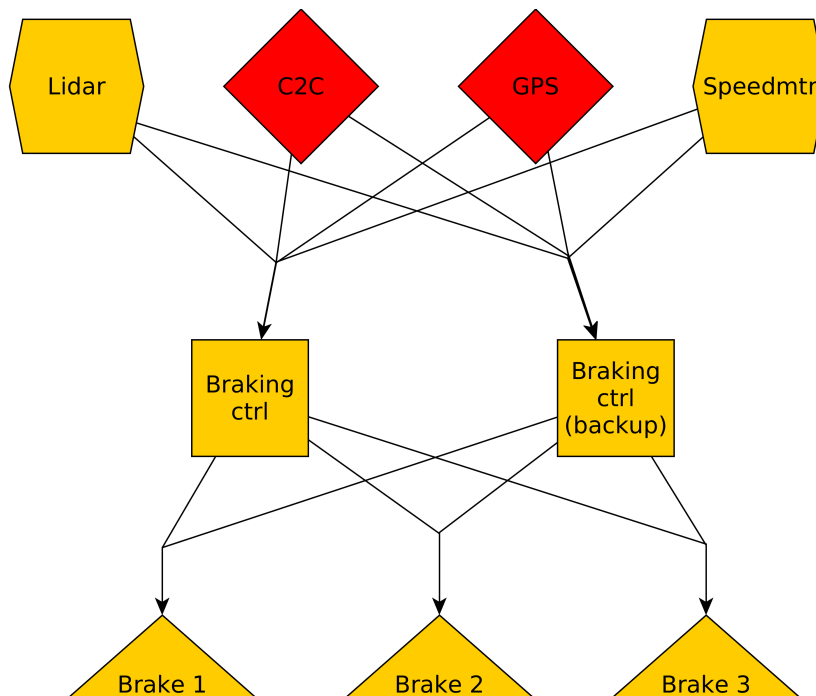 Lidar
C2C
GPS
Speedmtr
Braking
ctrl
Braking
ctrl
(backup)
Brake 1
Brake 2
Brake 3